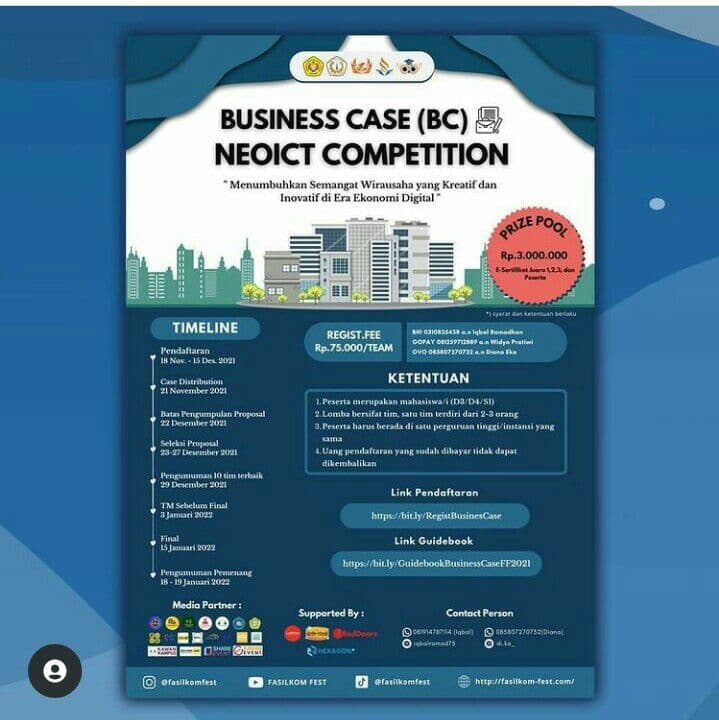 BUSINESS CASE (BC)
NEOICT COMPETITION
" Menumbuhkan Semangat Wirausaha yang Kreatif dan
Inovatif di Era Ekonomi Digital "
PRIZE POOL
Rp.3.000.000
E-Sertifikat Juara 1,2,3, dan
Peserta
*) syarat dan ketentuan berlaku
TIMELINE
Pendaftaran
18 Nov. - 15 Des. 2021
Case Distribution
21 November 2021
Batas Pengumpulan Proposal
22 Desember 2021
Seleksi Proposal
23-27 Desember 2021
Pengumuman 10 tim terbaik
29 Desember 2021
TM Sebelum Final
3 Januari 2022
Final
15 Januari 2022
Pengumuman Pemenang
18 - 19 Januari 2022
REGIST.FEE
Rp.75.000/TEAM
BNI 0310835438 a.n Iqbal Ramadhan
GOPAY 081259712889 a.n Widya Pratiwi
OVO 085807270732 a.n Diana Eka
KETENTUAN
1. Peserta merupakan mahasiswa/i (D3/D4/S1)
2. Lomba bersifat tim, satu tim terdiri dari 2-3 orang
3. Peserta harus berada di satu perguruan tinggi/instansi yang
sama
4. Uang pendaftaran yang sudah dibayar tidak dapat
dikembalikan
Link Pendaftaran
https://bit.ly/RegistBusinesCase
Link Guidebook
https://bit.ly/GuidebookBusinessCaseFF2021
Media Partner :
Supported By :
RedDoorz
HEXAGON
Contact Person
081914787114 (Iqbal)
085807270732(Diana)
iqbalramad75
di.ka_
@fasilkomfest
FASILKOM FEST
@fasilkomfest
http://fasilkom-fest.com/